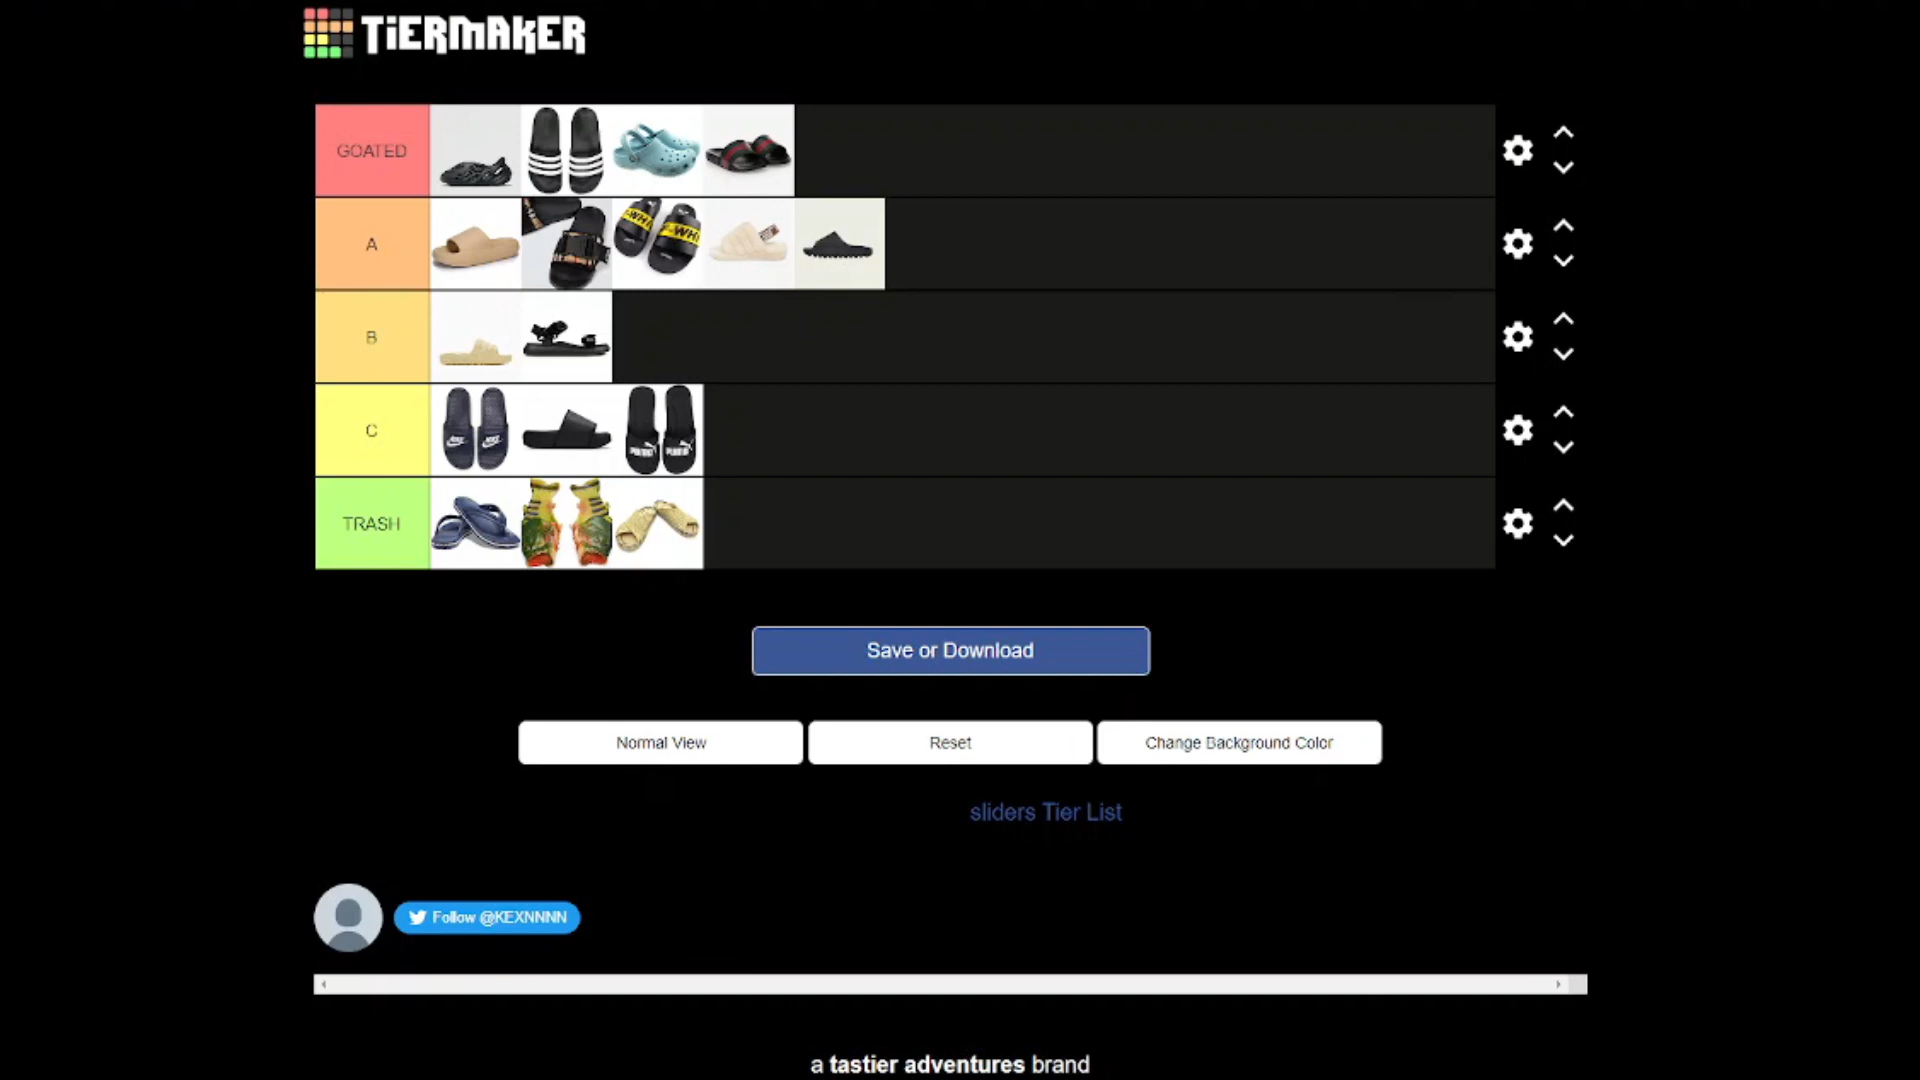 TiERMAKER
GOATED
A
B
C
TRASH
Save or Download
Normal View
Reset
Change Background Color
sliders Tier List
Follow @KEXNNNN
a tastier adventures brand